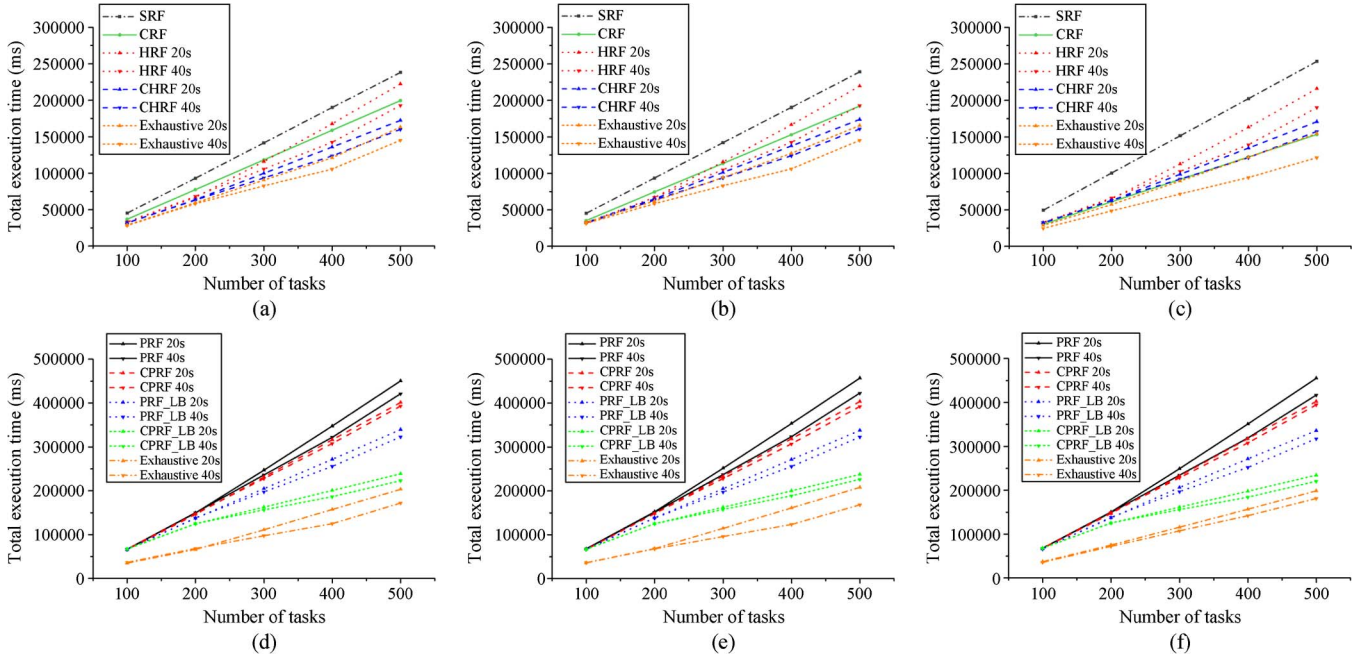 SRF
CRF
HRF 20s
HRF 40s
CHRF 20s
CHRF 40s
Exhaustive 20s
Exhaustive 40s
Total execution time (ms)
300000
250000
200000
150000
100000
50000
0
100 200 300 400 500
Number of tasks
(a)
SRF
CRF
HRF 20s
HRF 40s
CHRF 20s
CHRF 40s
Exhaustive 20s
Exhaustive 40s
Total execution time (ms)
300000
250000
200000
150000
100000
50000
0
100 200 300 400 500
Number of tasks
(b)
SRF
CRF
HRF 20s
HRF 40s
CHRF 20s
CHRF 40s
Exhaustive 20s
Exhaustive 40s
Total execution time (ms)
300000
250000
200000
150000
100000
50000
0
100 200 300 400 500
Number of tasks
(c)
PRF 20s
PRF 40s
CPRF 20s
CPRF 40s
PRF_LB 20s
PRF_LB 40s
CPRF_LB 20s
CPRF_LB 40s
Exhaustive 20s
Exhaustive 40s
Total execution time (ms)
500000
400000
300000
200000
100000
0
100 200 300 400 500
Number of tasks
(d)
PRF 20s
PRF 40s
CPRF 20s
CPRF 40s
PRF_LB 20s
PRF_LB 40s
CPRF_LB 20s
CPRF_LB 40s
Exhaustive 20s
Exhaustive 40s
Total execution time (ms)
500000
400000
300000
200000
100000
0
100 200 300 400 500
Number of tasks
(e)
PRF 20s
PRF 40s
CPRF 20s
CPRF 40s
PRF_LB 20s
PRF_LB 40s
CPRF_LB 20s
CPRF_LB 40s
Exhaustive 20s
Exhaustive 40s
Total execution time (ms)
500000
400000
300000
200000
100000
0
100 200 300 400 500
Number of tasks
(f)